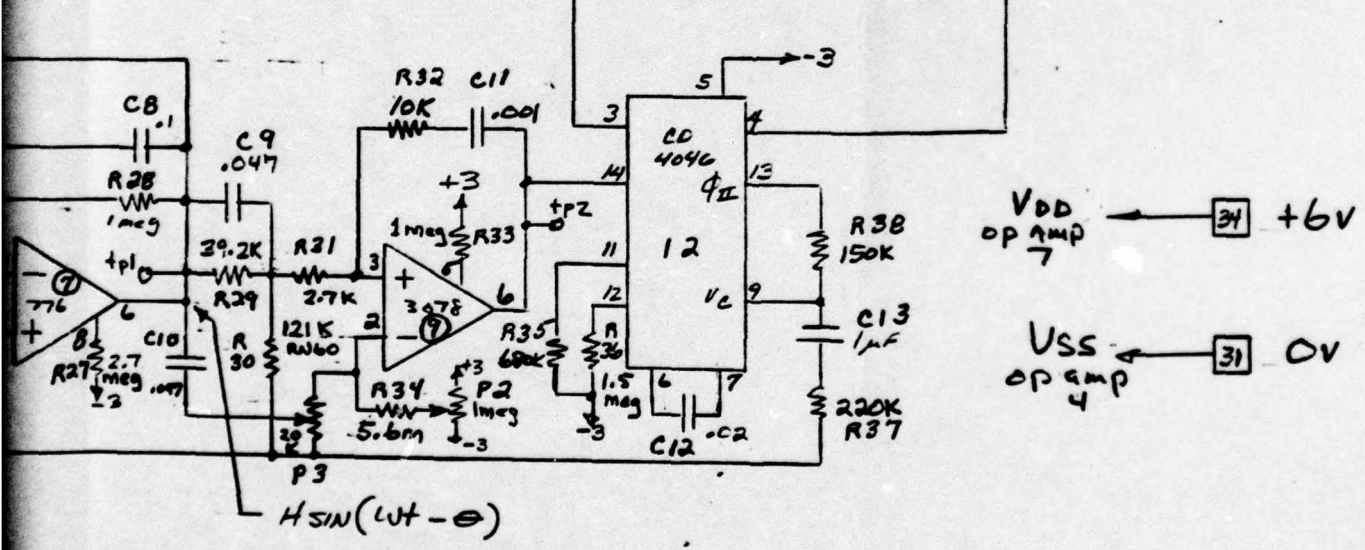 5
-3
R32
10K
C11
.001
3
CD
4046
4
C8
.1
C9
.047
14
ϕII
13
+3
R28
1meg
tp2
VDD
op amp
7
34
+6V
1meg
R33
R38
150K
39.2K
R31
tp1
3
+
11
12
-
7
776
R29
2.7K
6
3078
6
12
VC
9
+
2
-
9
R35
680K
R
36
C13
1μF
VSS
op amp
4
31
0V
8
C10
R
30
121K
RN60
R27
2.7
meg
-3
.047
+3
R34
P2
1meg
1.5
meg
6
7
20
K
5.6m
-3
-3
C12
.02
220K
R37
P3
H SIN(ωt - θ)